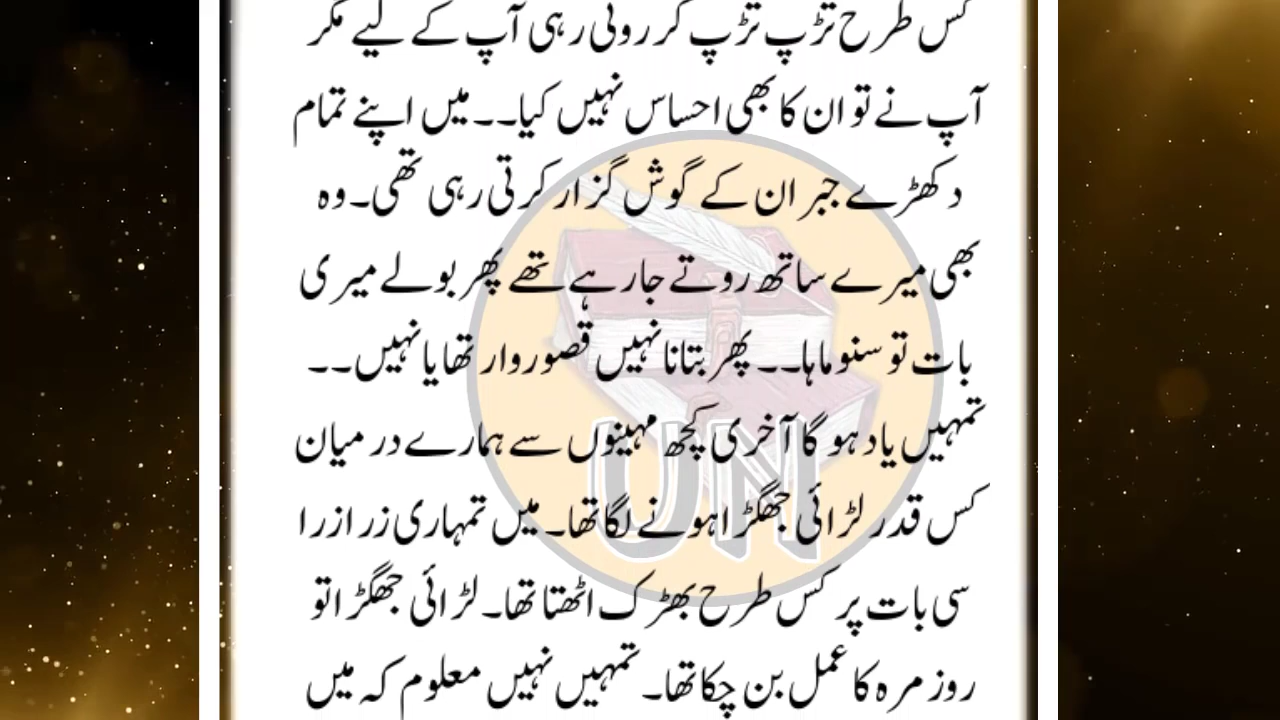 کس طرح تڑپ تڑپ کر روتی رہی آپ کے لیے مگر
آپ نے تو ان کا بھی احساس نہیں کیا۔۔میں اپنے تمام
دکھڑے جبران کے گوش گزار کرتی رہی تھی۔وہ
بھی میرے ساتھ روتے جارہے تھے پھر بولے میری
بات تو سنو ماہا۔۔ پھر بتانا نہیں قصوروار تھا یا نہیں۔۔
تمہیں یاد ہو گا آخری کچھ مہینوں سے ہمارے درمیان
کس قدر لڑائی جھگڑا ہونے لگا تھا۔ میں تمہاری زرا زرا
سی بات پر کس طرح بھڑک اٹھتا تھا۔ لڑائی جھگڑا تو
روز مرہ کا عمل بن چکا تھا۔ تمہیں نہیں معلوم کہ میں
UN